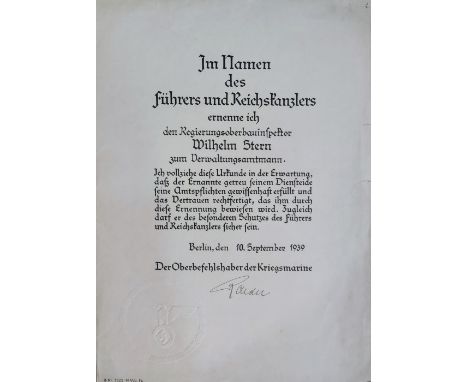 Im Namen
des
Führers und Reichskanzlers
ernenne ich
den Regierungsoberbauinspektor
Wilhelm Stern
zum Verwaltungsamtmann.
Ich vollziehe diese Urkunde in der Erwartung,
daß der Ernannte getreu seinem Diensteide
seine Amtspflichten gewissenhaft erfüllt und
das Vertrauen rechtfertigt, das ihm durch
diese Ernennung bewiesen wird. Zugleich
darf er des besonderen Schutzes des Führers
und Reichskanzlers sicher sein.
Berlin, den 10. September 1939
Der Oberbefehlshaber der Kriegsmarine
Raeder